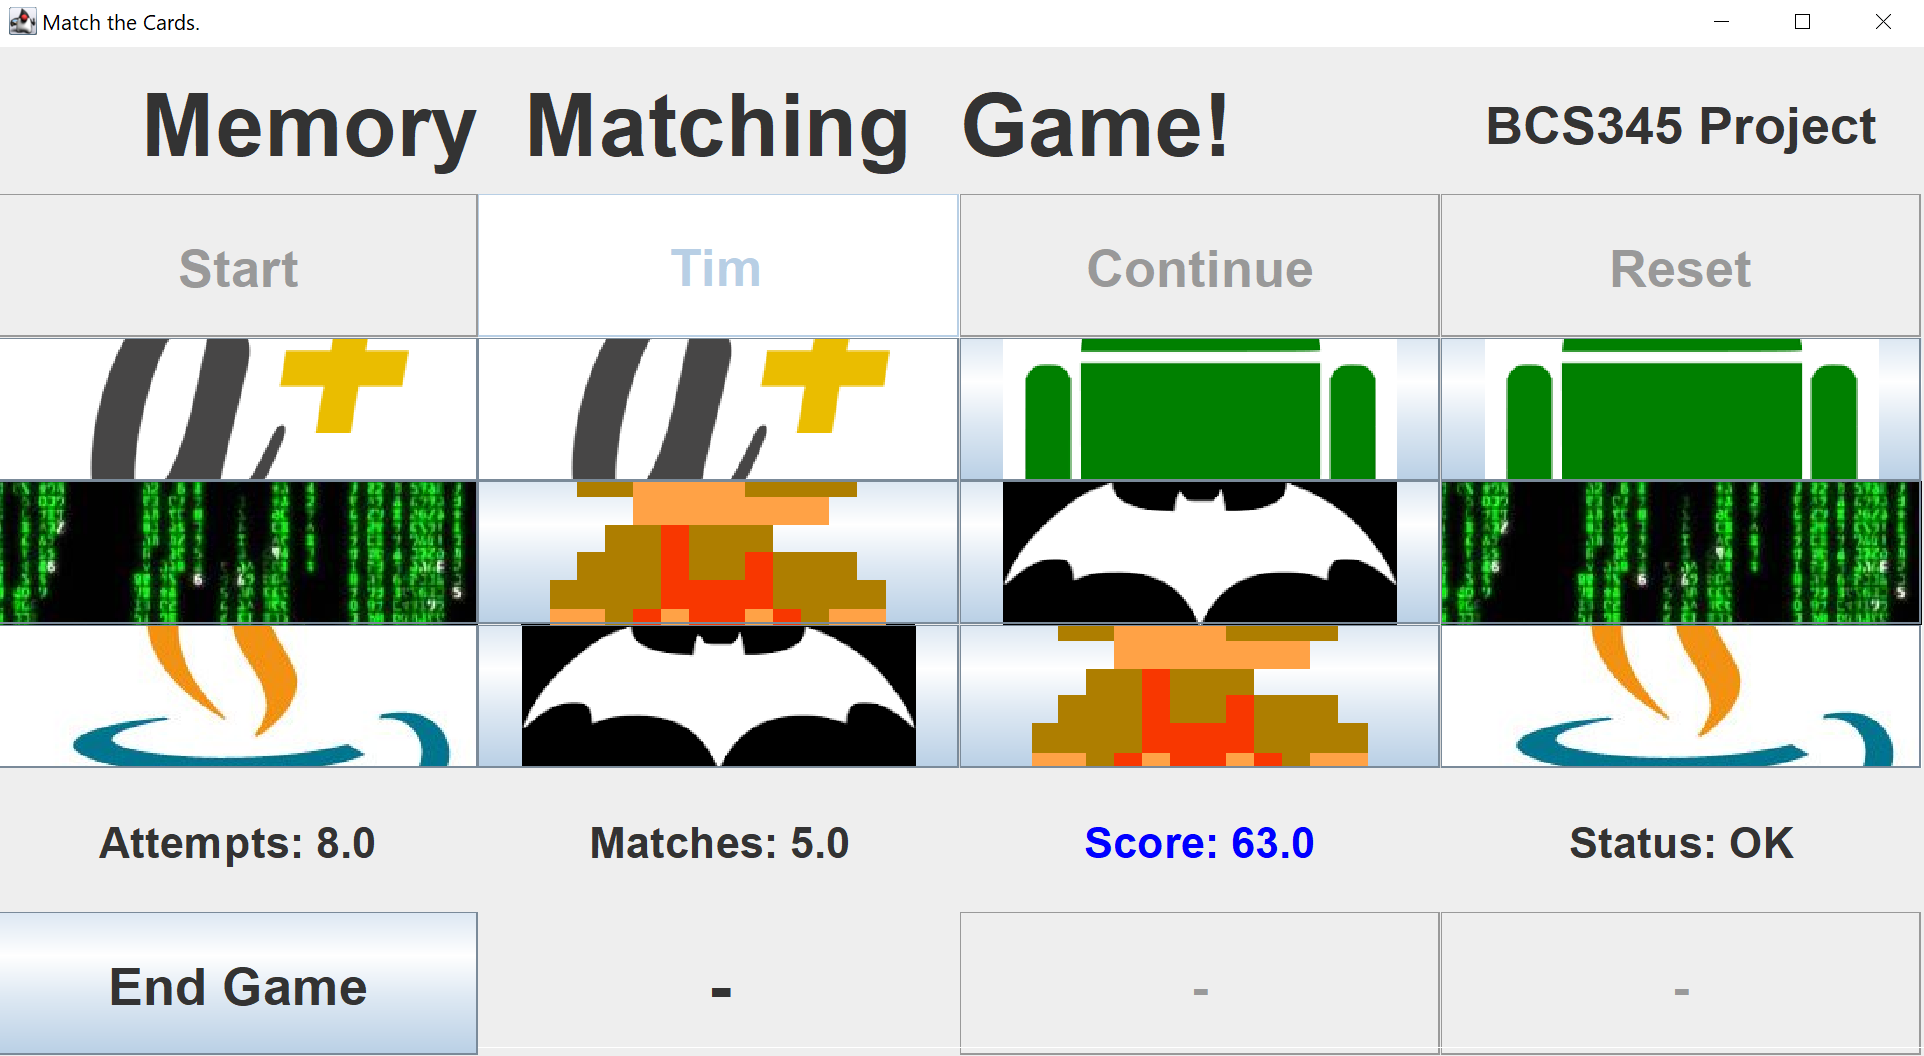 Match the Cards.
Memory Matching Game!
BCS345 Project
Start
Tim
Continue
Reset
Attempts: 8.0
Matches: 5.0
Score: 63.0
Status: OK
End Game
-
-
-